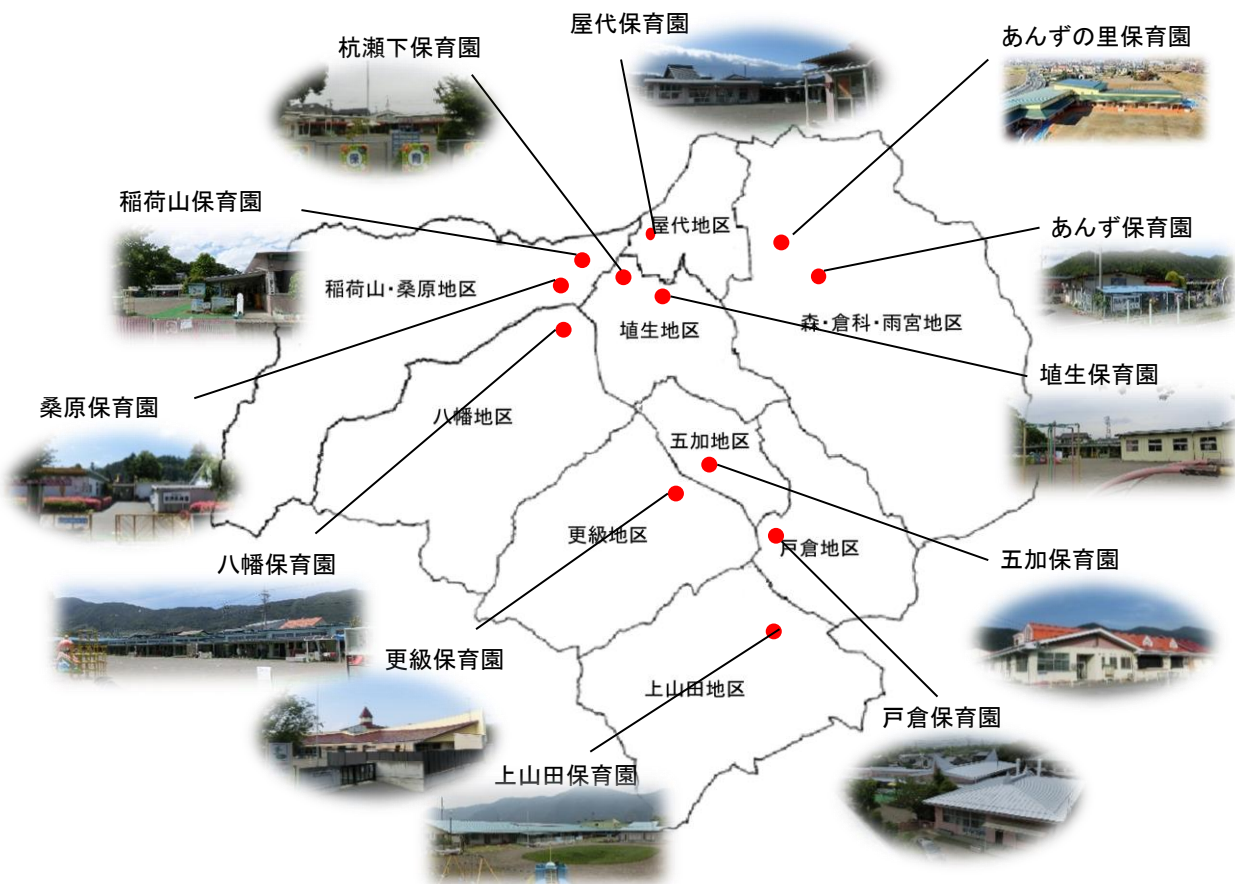 屋代保育園
杭瀬下保育園
あんずの里保育園
稲荷山保育園
屋代地区
あんず保育園
稲荷山・桑原地区
埴生地区
森・倉科・雨宮地区
埴生保育園
桑原保育園
八幡地区
五加地区
更級地区
戸倉地区
八幡保育園
五加保育園
更級保育園
上山田地区
戸倉保育園
上山田保育園